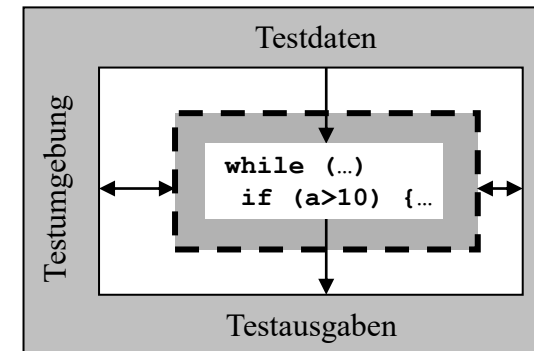 Testdaten
Testumgebung
while (…)
if (a>10) {…
Testausgaben